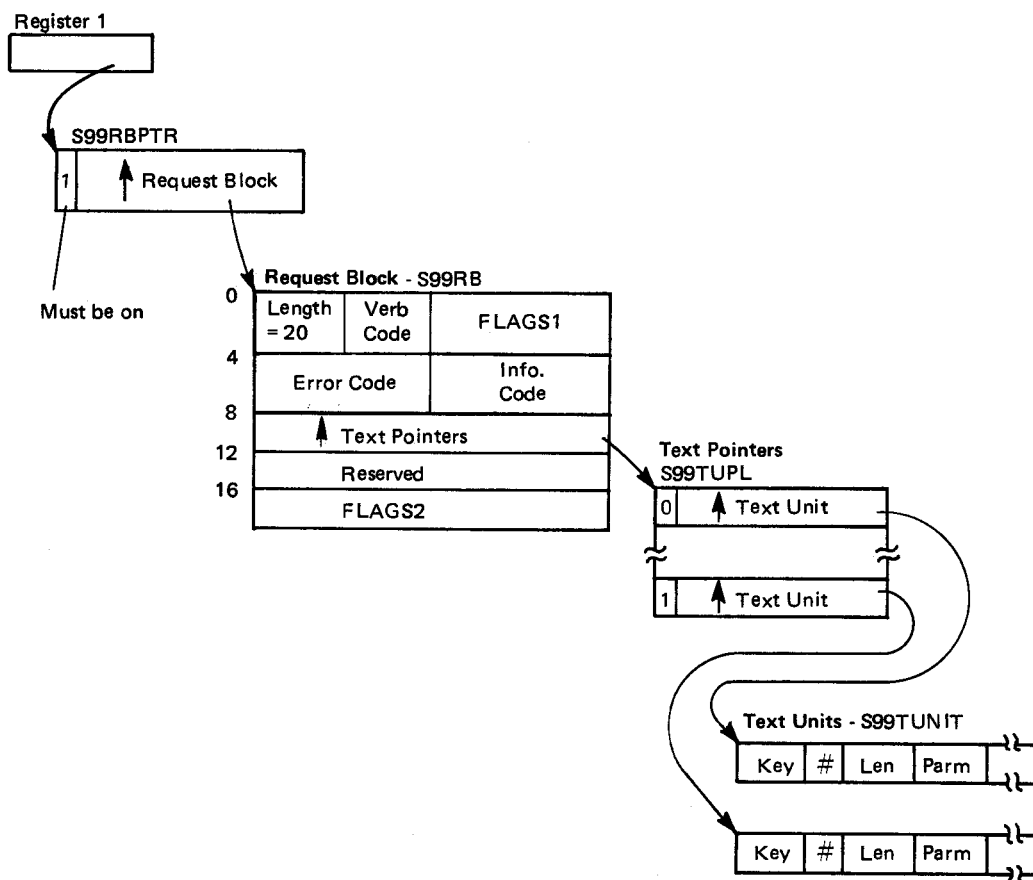 Register 1
S99RBPTR
1 Request Block
Must be on
Request Block - S99RB
0
Length
= 20
Verb
Code
FLAGS1
4
Error Code
Info.
Code
8
Text Pointers
12
Reserved
16
FLAGS2
Text Pointers
S99TUPL
0 Text Unit
1 Text Unit
Text Units - S99TUNIT
Key # Len Parm
Key # Len Parm